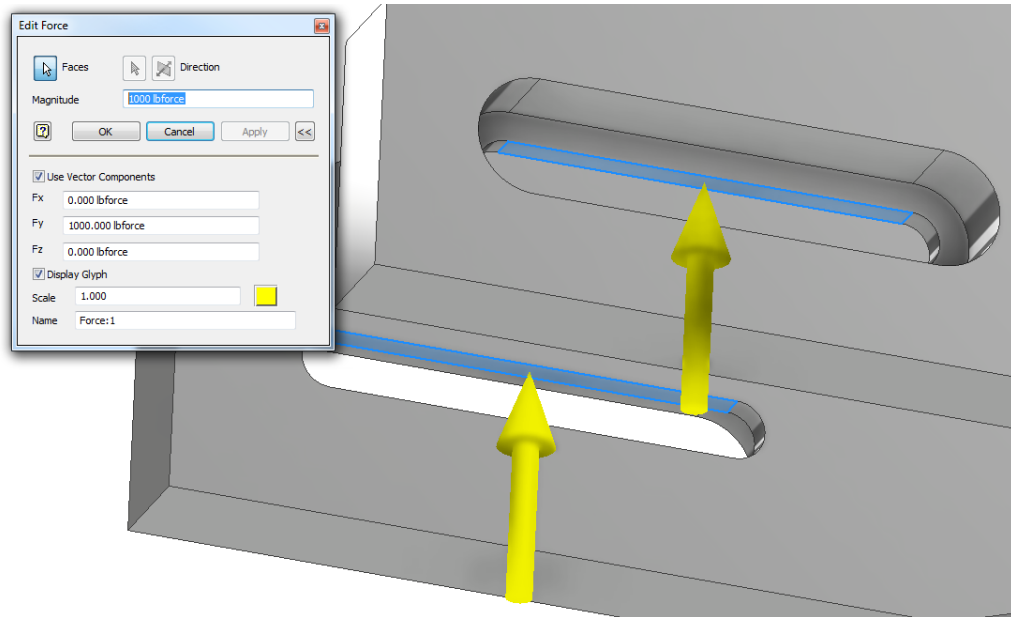 Edit Force
Faces Direction
Magnitude 1000 lbforce
OK Cancel Apply <<
Use Vector Components
Fx 0.000 lbforce
Fy 1000.000 lbforce
Fz 0.000 lbforce
Display Glyph
Scale 1.000
Name Force:1